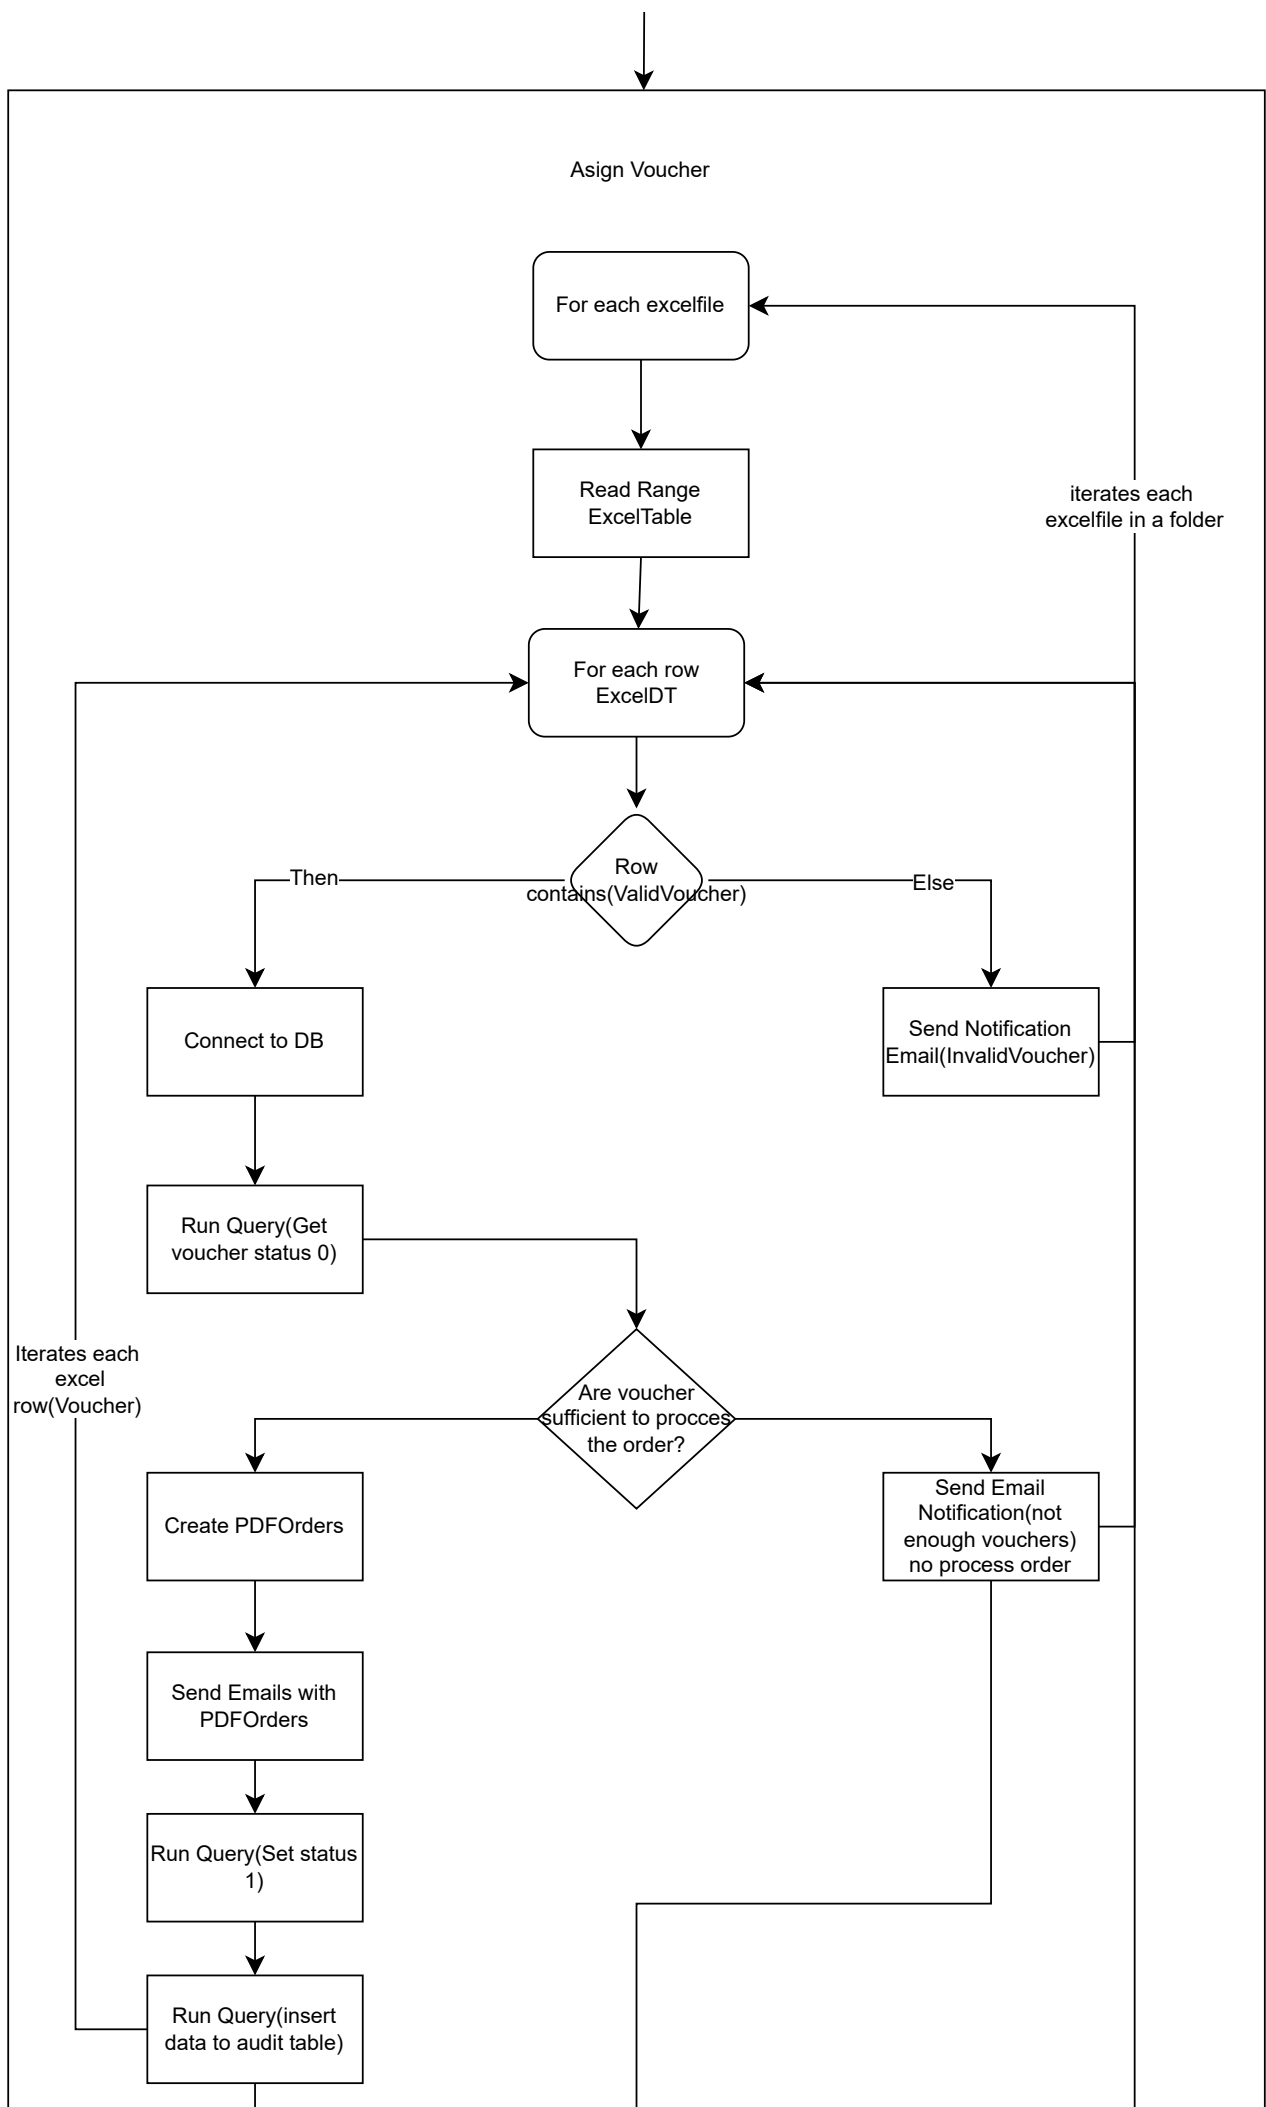 Asign Voucher
For each excelfile
Read Range
ExcelTable
iterates each
excelfile in a folder
For each row
ExcelDT
Row
contains(ValidVoucher)
Then
Else
Connect to DB
Send Notification
Email(InvalidVoucher)
Run Query(Get
voucher status 0)
Iterates each
excel
row(Voucher)
Are voucher
sufficient to procces
the order?
Create PDFOrders
Send Email
Notification(not
enough vouchers)
no process order
Send Emails with
PDFOrders
Run Query(Set status
1)
Run Query(insert
data to audit table)